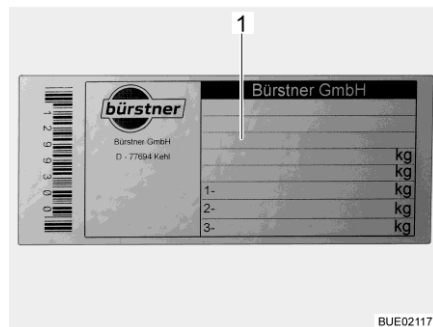 1
bürstner
Bürstner GmbH
D - 77694 Kehl
1299300
Bürstner GmbH
kg
kg
1- kg
2- kg
3- kg
BUE02117